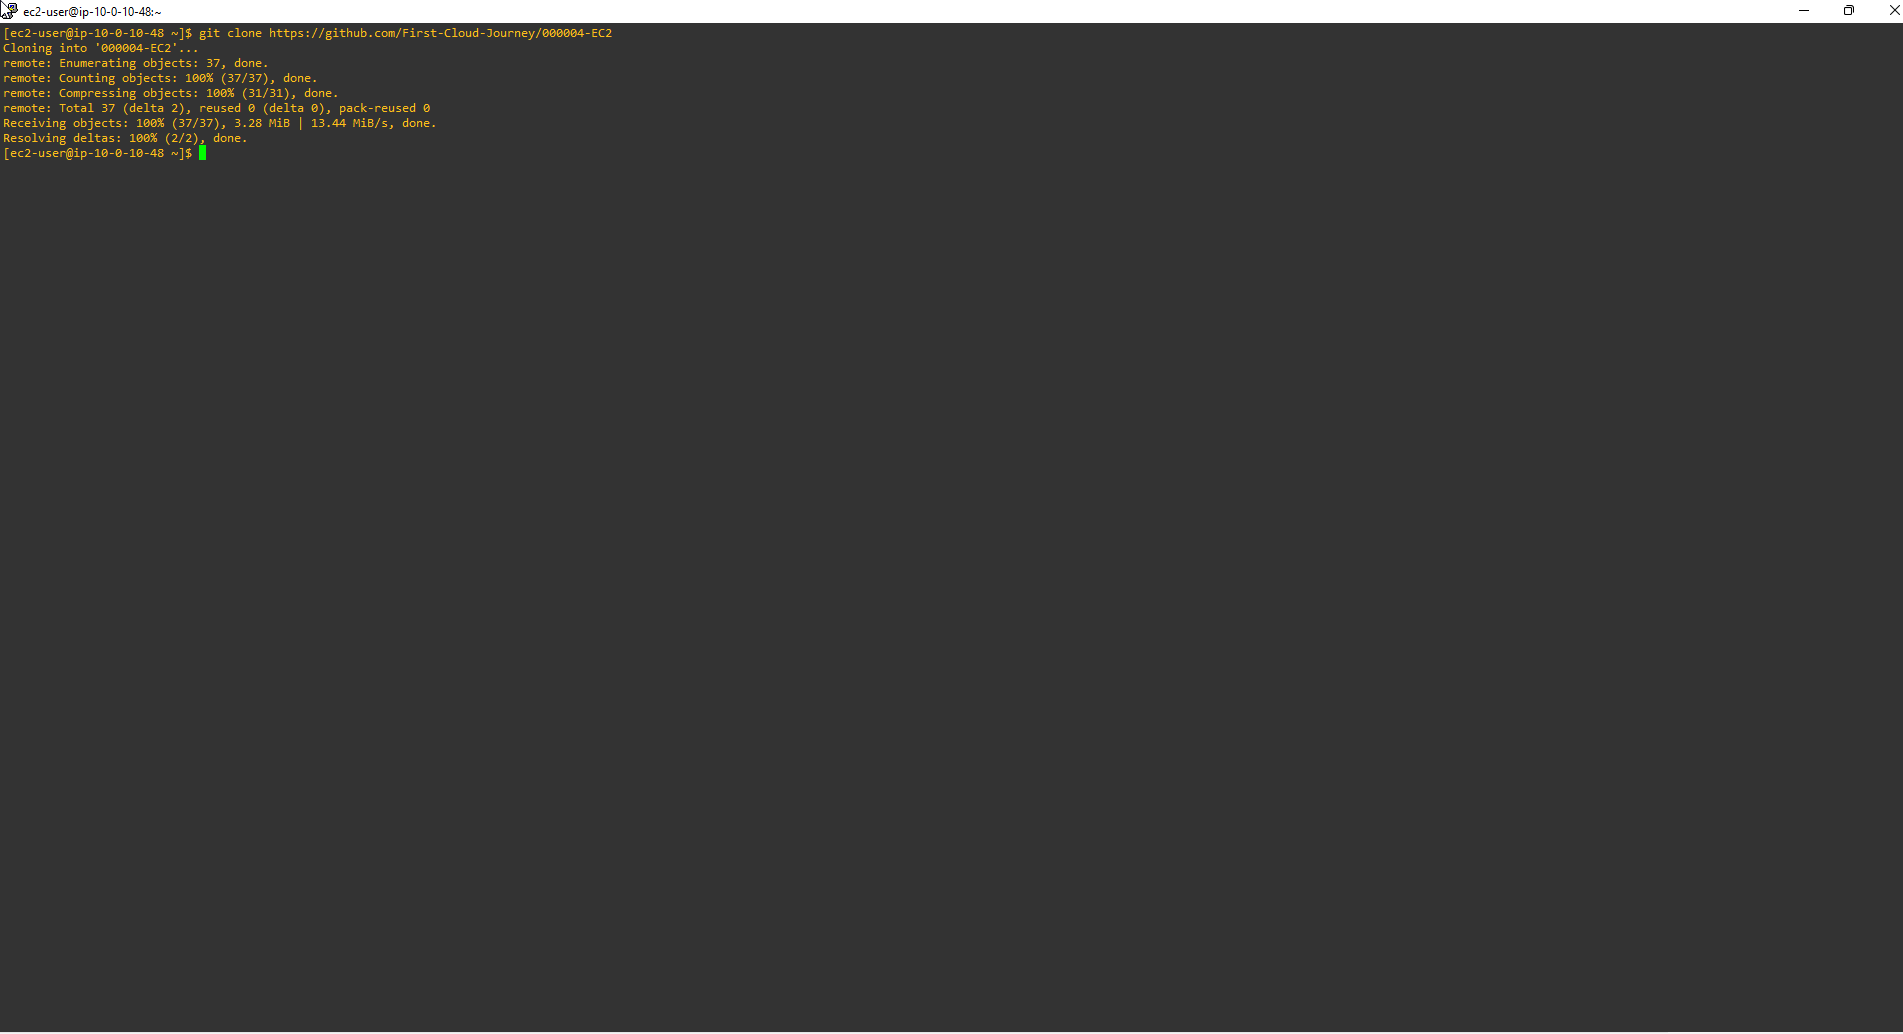 ec2-user@ip-10-0-10-48:~
[ec2-user@ip-10-0-10-48 ~]$ git clone https://github.com/First-Cloud-Journey/000004-EC2
Cloning into '000004-EC2'...
remote: Enumerating objects: 37, done.
remote: Counting objects: 100% (37/37), done.
remote: Compressing objects: 100% (31/31), done.
remote: Total 37 (delta 2), reused 0 (delta 0), pack-reused 0
Receiving objects: 100% (37/37), 3.28 MiB | 13.44 MiB/s, done.
Resolving deltas: 100% (2/2), done.
[ec2-user@ip-10-0-10-48 ~]$